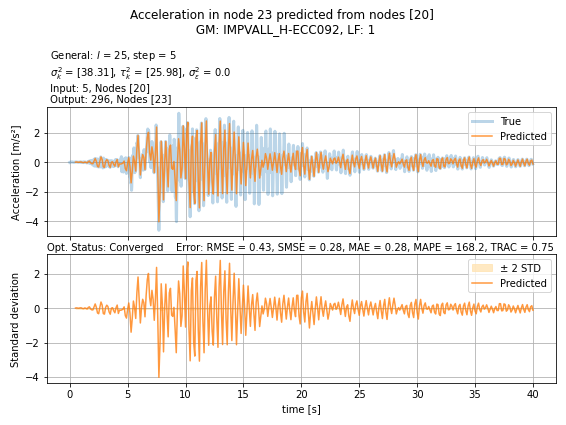 Acceleration in node 23 predicted from nodes [20]
GM: IMPVALL_H-ECC092, LF: 1
General: l = 25, step = 5
σ²ₖ = [38.31], τ²ₖ = [25.98], σ²ε = 0.0
Input: 5, Nodes [20]
Output: 296, Nodes [23]
Acceleration [m/s²]
2
0
−2
−4
True
Predicted
Opt. Status: Converged Error: RMSE = 0.43, SMSE = 0.28, MAE = 0.28, MAPE = 168.2, TRAC = 0.75
Standard deviation
2
0
−2
−4
± 2 STD
Predicted
0 5 10 15 20 25 30 35 40
time [s]